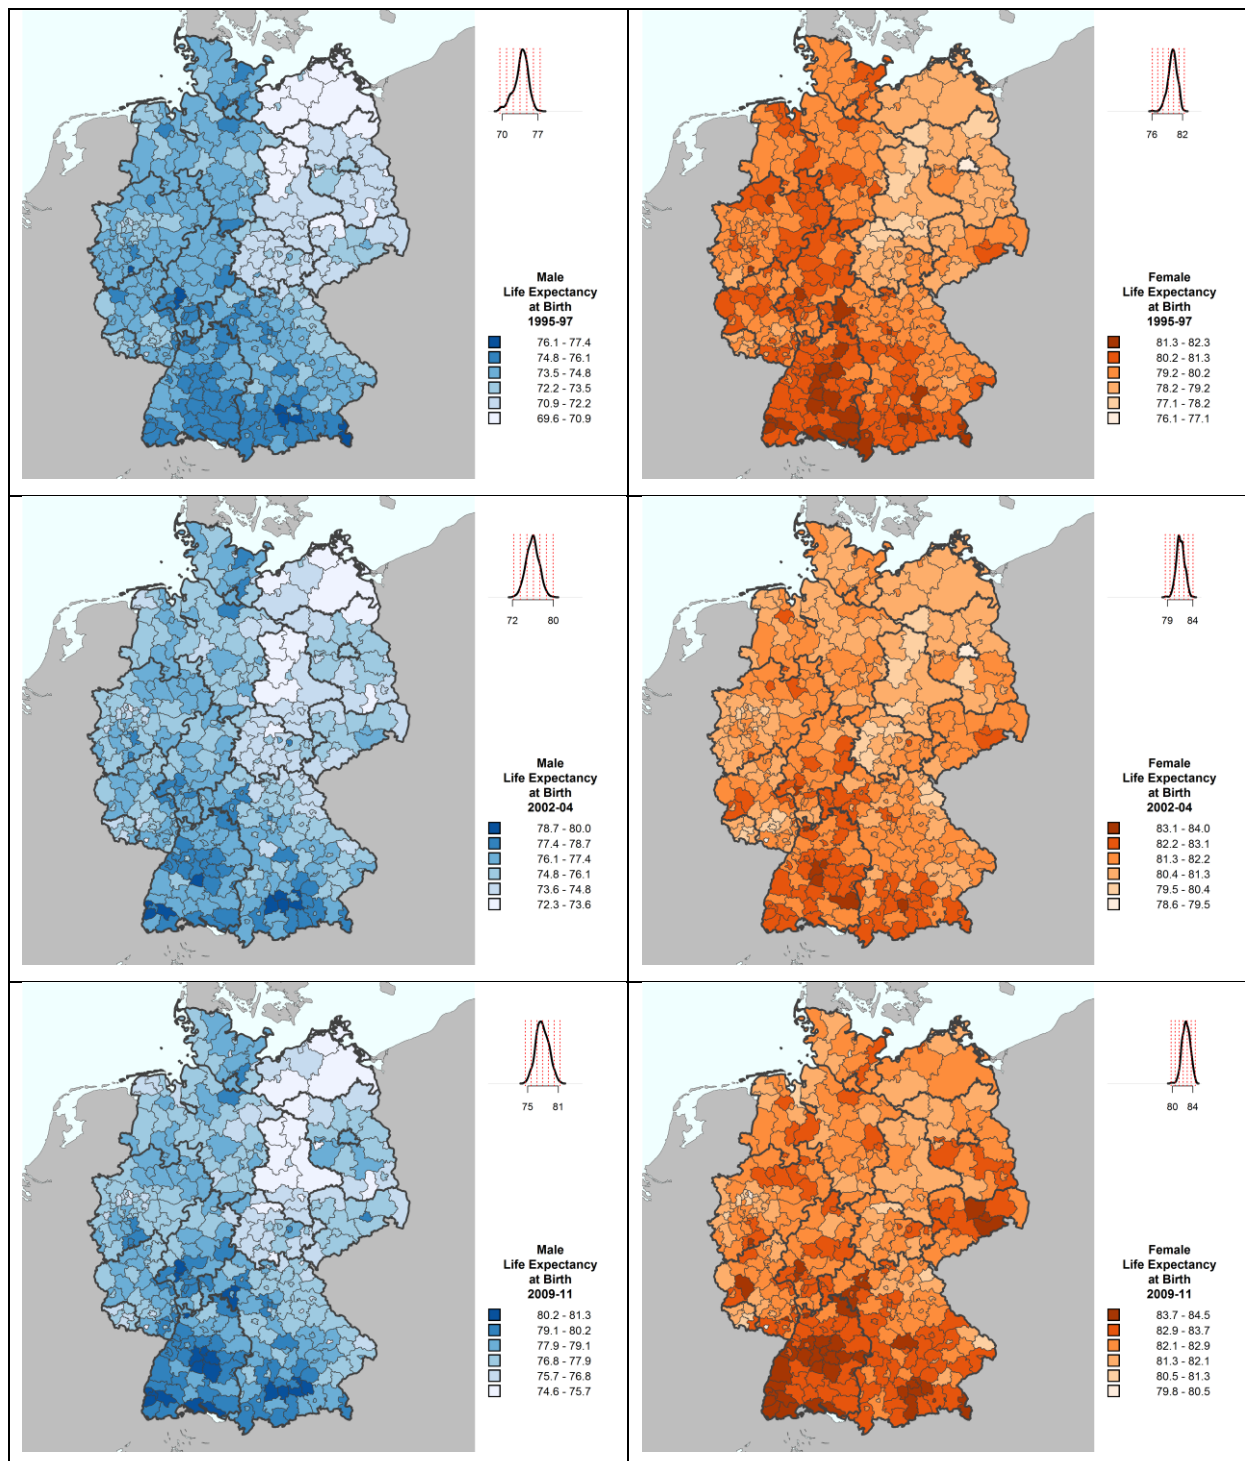 70 77
Male
Life Expectancy
at Birth
1995-97
76.1 - 77.4
74.8 - 76.1
73.5 - 74.8
72.2 - 73.5
70.9 - 72.2
69.6 - 70.9
76 82
Female
Life Expectancy
at Birth
1995-97
81.3 - 82.3
80.2 - 81.3
79.2 - 80.2
78.2 - 79.2
77.1 - 78.2
76.1 - 77.1
72 80
Male
Life Expectancy
at Birth
2002-04
78.7 - 80.0
77.4 - 78.7
76.1 - 77.4
74.8 - 76.1
73.6 - 74.8
72.3 - 73.6
79 84
Female
Life Expectancy
at Birth
2002-04
83.1 - 84.0
82.2 - 83.1
81.3 - 82.2
80.4 - 81.3
79.5 - 80.4
78.6 - 79.5
75 81
Male
Life Expectancy
at Birth
2009-11
80.2 - 81.3
79.1 - 80.2
77.9 - 79.1
76.8 - 77.9
75.7 - 76.8
74.6 - 75.7
80 84
Female
Life Expectancy
at Birth
2009-11
83.7 - 84.5
82.9 - 83.7
82.1 - 82.9
81.3 - 82.1
80.5 - 81.3
79.8 - 80.5